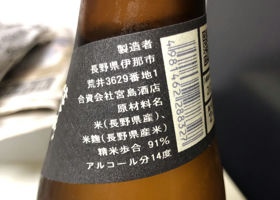 製造者
長野県伊那市
荒井3629番地1
合資会社宮島酒店
原材料名
米(長野県産)、
米麹(長野県産米)
精米歩合 91%
アルコール分14度